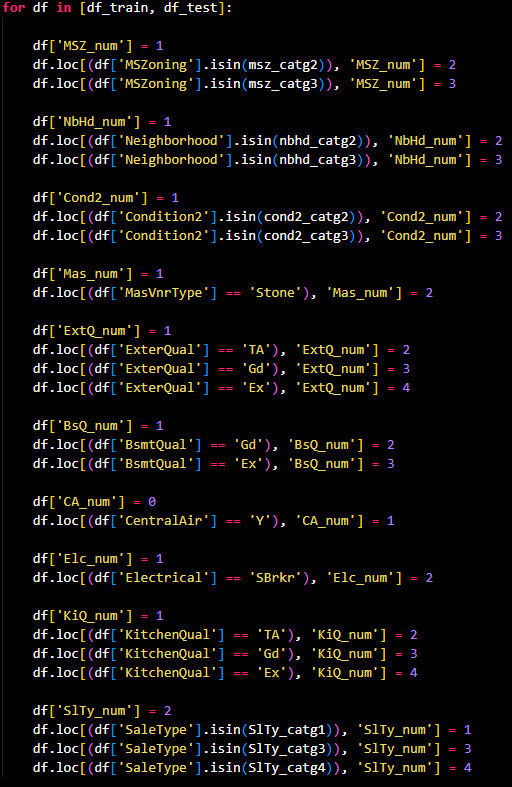 for df in [df_train, df_test]:
df['MSZ_num'] = 1
df.loc[(df['MSZoning'].isin(msz_catg2)), 'MSZ_num'] = 2
df.loc[(df['MSZoning'].isin(msz_catg3)), 'MSZ_num'] = 3
df['NbHd_num'] = 1
df.loc[(df['Neighborhood'].isin(nbhd_catg2)), 'NbHd_num'] = 2
df.loc[(df['Neighborhood'].isin(nbhd_catg3)), 'NbHd_num'] = 3
df['Cond2_num'] = 1
df.loc[(df['Condition2'].isin(cond2_catg2)), 'Cond2_num'] = 2
df.loc[(df['Condition2'].isin(cond2_catg3)), 'Cond2_num'] = 3
df['Mas_num'] = 1
df.loc[(df['MasVnrType'] == 'Stone'), 'Mas_num'] = 2
df['ExtQ_num'] = 1
df.loc[(df['ExterQual'] == 'TA'), 'ExtQ_num'] = 2
df.loc[(df['ExterQual'] == 'Gd'), 'ExtQ_num'] = 3
df.loc[(df['ExterQual'] == 'Ex'), 'ExtQ_num'] = 4
df['BsQ_num'] = 1
df.loc[(df['BsmtQual'] == 'Gd'), 'BsQ_num'] = 2
df.loc[(df['BsmtQual'] == 'Ex'), 'BsQ_num'] = 3
df['CA_num'] = 0
df.loc[(df['CentralAir'] == 'Y'), 'CA_num'] = 1
df['Elc_num'] = 1
df.loc[(df['Electrical'] == 'SBrkr'), 'Elc_num'] = 2
df['KiQ_num'] = 1
df.loc[(df['KitchenQual'] == 'TA'), 'KiQ_num'] = 2
df.loc[(df['KitchenQual'] == 'Gd'), 'KiQ_num'] = 3
df.loc[(df['KitchenQual'] == 'Ex'), 'KiQ_num'] = 4
df['SlTy_num'] = 2
df.loc[(df['SaleType'].isin(SlTy_catg1)), 'SlTy_num'] = 1
df.loc[(df['SaleType'].isin(SlTy_catg3)), 'SlTy_num'] = 3
df.loc[(df['SaleType'].isin(SlTy_catg4)), 'SlTy_num'] = 4